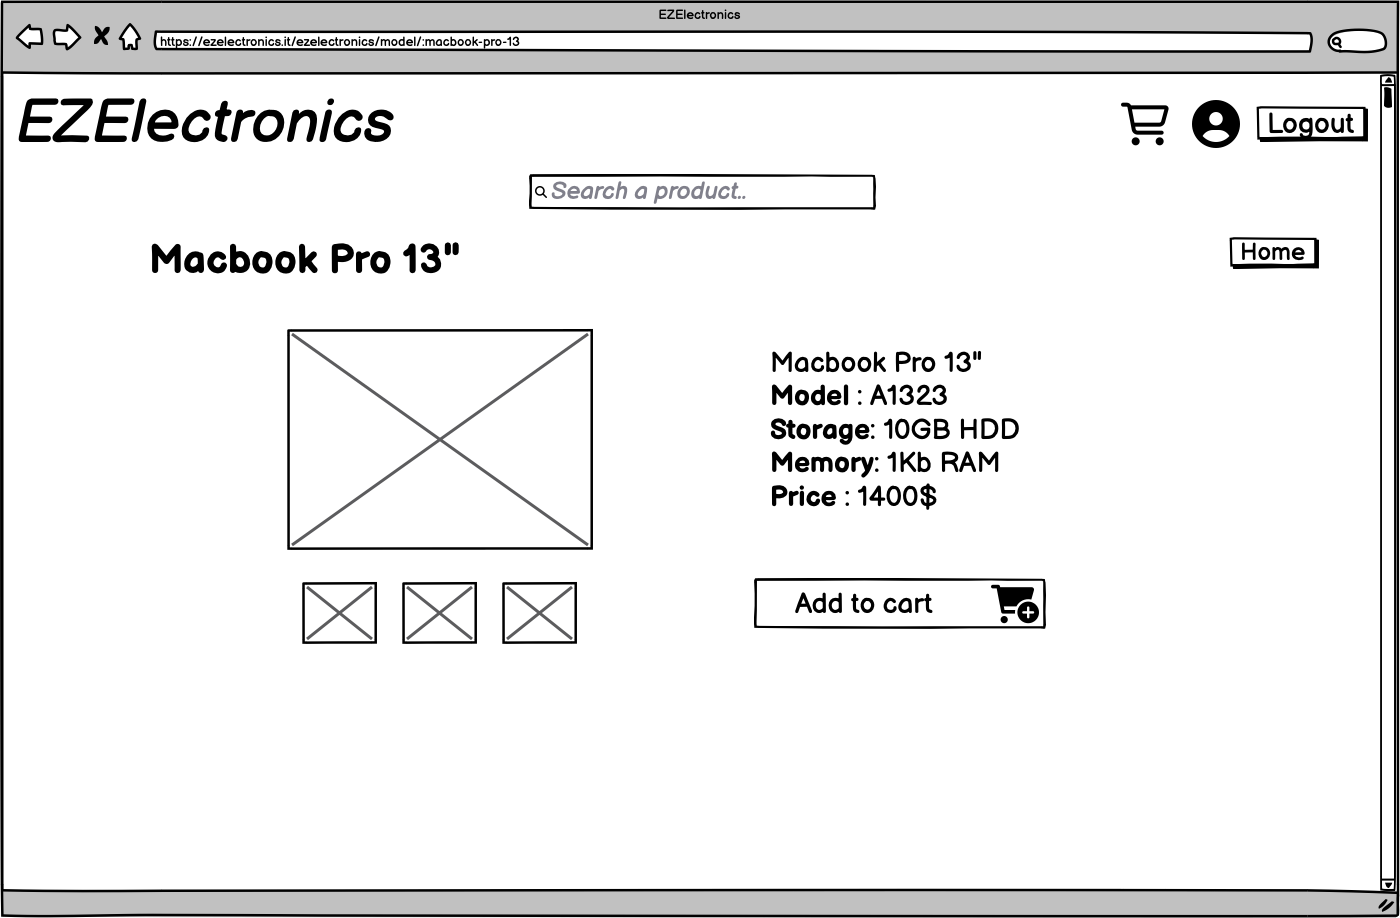 EZElectronics
https://ezelectronics.it/ezelectronics/model/:macbook-pro-13
EZElectronics
Logout
Search a product..
Macbook Pro 13"
Home
Macbook Pro 13"
Model : A1323
Storage: 10GB HDD
Memory: 1Kb RAM
Price : 1400$
Add to cart